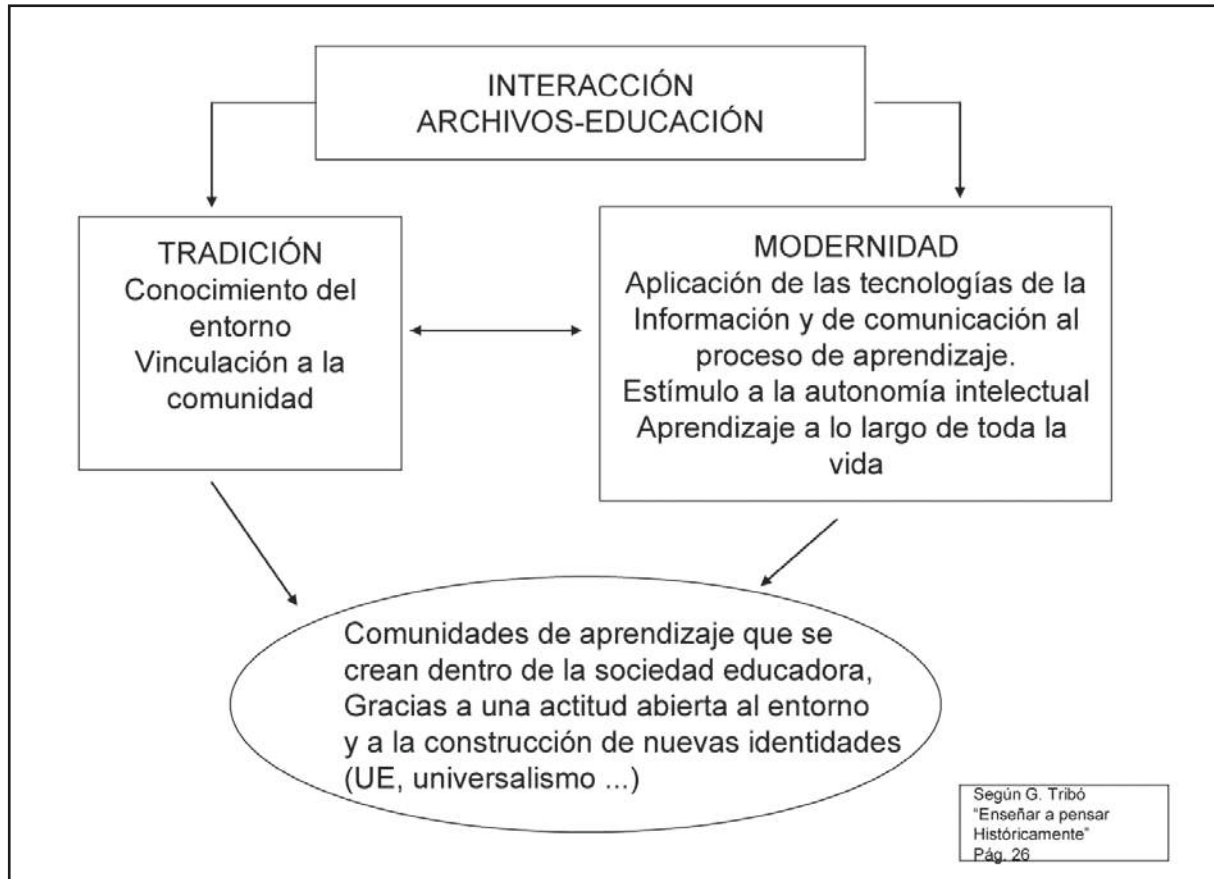 INTERACCIÓN
ARCHIVOS-EDUCACIÓN
TRADICIÓN
Conocimiento del
entorno
Vinculación a la
comunidad
MODERNIDAD
Aplicación de las tecnologías de la
Información y de comunicación al
proceso de aprendizaje.
Estímulo a la autonomía intelectual
Aprendizaje a lo largo de toda la
vida
Comunidades de aprendizaje que se
crean dentro de la sociedad educadora,
Gracias a una actitud abierta al entorno
y a la construcción de nuevas identidades
(UE, universalismo ...)
Según G. Tribó
“Enseñar a pensar
Históricamente”
Pág. 26